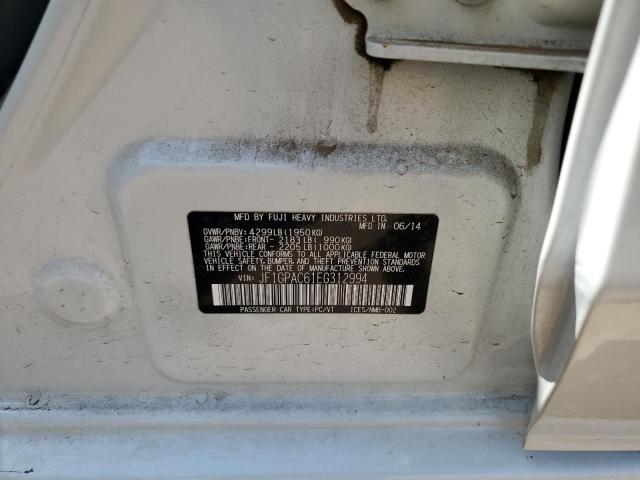 MFD BY FUJI HEAVY INDUSTRIES LTD.
GVWR/PNBV: 4299LB(1950KG) MFD IN 06/14
GAWR/PNBE:FRONT- 2183LB( 990KG)
GAWR/PNBE:REAR - 2205LB(1000KG)
THIS VEHICLE CONFORMS TO ALL APPLICABLE FEDERAL MOTOR
VEHICLE SAFETY,BUMPER,AND THEFT PREVENTION STANDARDS
IN EFFECT ON THE DATE OF MANUFACTURE SHOWN ABOVE.
VIN: JF1GPAC61EG312994
PASSENGER CAR TYPE:PC/VT ICES/NMB-002